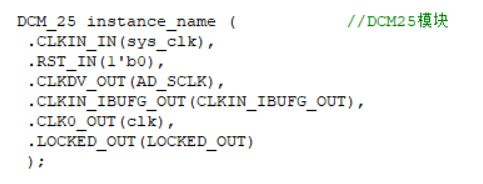 DCM_25 instance_name ( //DCM25模块
.CLKIN_IN(sys_clk),
.RST_IN(1'b0),
.CLKDV_OUT(AD_SCLK),
.CLKIN_IBUFG_OUT(CLKIN_IBUFG_OUT),
.CLK0_OUT(clk),
.LOCKED_OUT(LOCKED_OUT)
);